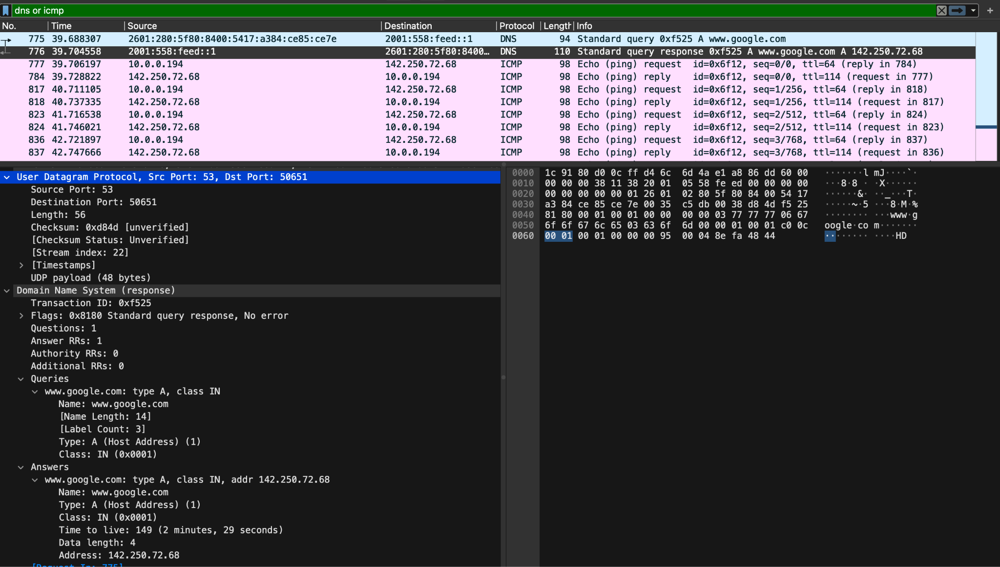 dns or icmp
No. Time Source Destination Protocol Length Info
775 39.688307 2601:280:5f80:8400:5417:a384:ce85:ce7e 2001:558:feed::1 DNS 94 Standard query 0xf525 A www.google.com
776 39.704558 2001:558:feed::1 2601:280:5f80:8400… DNS 110 Standard query response 0xf525 A www.google.com A 142.250.72.68
777 39.706197 10.0.0.194 142.250.72.68 ICMP 98 Echo (ping) request id=0x6f12, seq=0/0, ttl=64 (reply in 784)
784 39.728822 142.250.72.68 10.0.0.194 ICMP 98 Echo (ping) reply id=0x6f12, seq=0/0, ttl=114 (request in 777)
817 40.711105 10.0.0.194 142.250.72.68 ICMP 98 Echo (ping) request id=0x6f12, seq=1/256, ttl=64 (reply in 818)
818 40.737335 142.250.72.68 10.0.0.194 ICMP 98 Echo (ping) reply id=0x6f12, seq=1/256, ttl=114 (request in 817)
823 41.716538 10.0.0.194 142.250.72.68 ICMP 98 Echo (ping) request id=0x6f12, seq=2/512, ttl=64 (reply in 824)
824 41.746021 142.250.72.68 10.0.0.194 ICMP 98 Echo (ping) reply id=0x6f12, seq=2/512, ttl=114 (request in 823)
836 42.721897 10.0.0.194 142.250.72.68 ICMP 98 Echo (ping) request id=0x6f12, seq=3/768, ttl=64 (reply in 837)
837 42.747666 142.250.72.68 10.0.0.194 ICMP 98 Echo (ping) reply id=0x6f12, seq=3/768, ttl=114 (request in 836)
User Datagram Protocol, Src Port: 53, Dst Port: 50651
Source Port: 53
Destination Port: 50651
Length: 56
Checksum: 0xd84d [unverified]
[Checksum Status: Unverified]
[Stream index: 22]
[Timestamps]
UDP payload (48 bytes)
Domain Name System (response)
Transaction ID: 0xf525
Flags: 0x8180 Standard query response, No error
Questions: 1
Answer RRs: 1
Authority RRs: 0
Additional RRs: 0
Queries
www.google.com: type A, class IN
Name: www.google.com
[Name Length: 14]
[Label Count: 3]
Type: A (Host Address) (1)
Class: IN (0x0001)
Answers
www.google.com: type A, class IN, addr 142.250.72.68
Name: www.google.com
Type: A (Host Address) (1)
Class: IN (0x0001)
Time to live: 149 (2 minutes, 29 seconds)
Data length: 4
Address: 142.250.72.68
[Request In: 775]
0000 1c 91 80 d0 0c ff d4 6c 6d 4a e1 a8 86 dd 60 00 ·······l mJ····`·
0010 00 00 00 38 11 38 20 01 05 58 fe ed 00 00 00 00 ···8·8 · ·X······
0020 00 00 00 00 00 01 26 01 02 80 5f 80 84 00 54 17 ······&· ··_···T·
0030 a3 84 ce 85 ce 7e 00 35 c5 db 00 38 d8 4d f5 25 ·····~·5 ···8·M·%
0040 81 80 00 01 00 01 00 00 00 00 03 77 77 77 06 67 ········ ···www·g
0050 6f 6f 67 6c 65 03 63 6f 6d 00 00 01 00 01 c0 0c oogle·co m·······
0060 00 01 00 01 00 00 00 95 00 04 8e fa 48 44 ········ ····HD